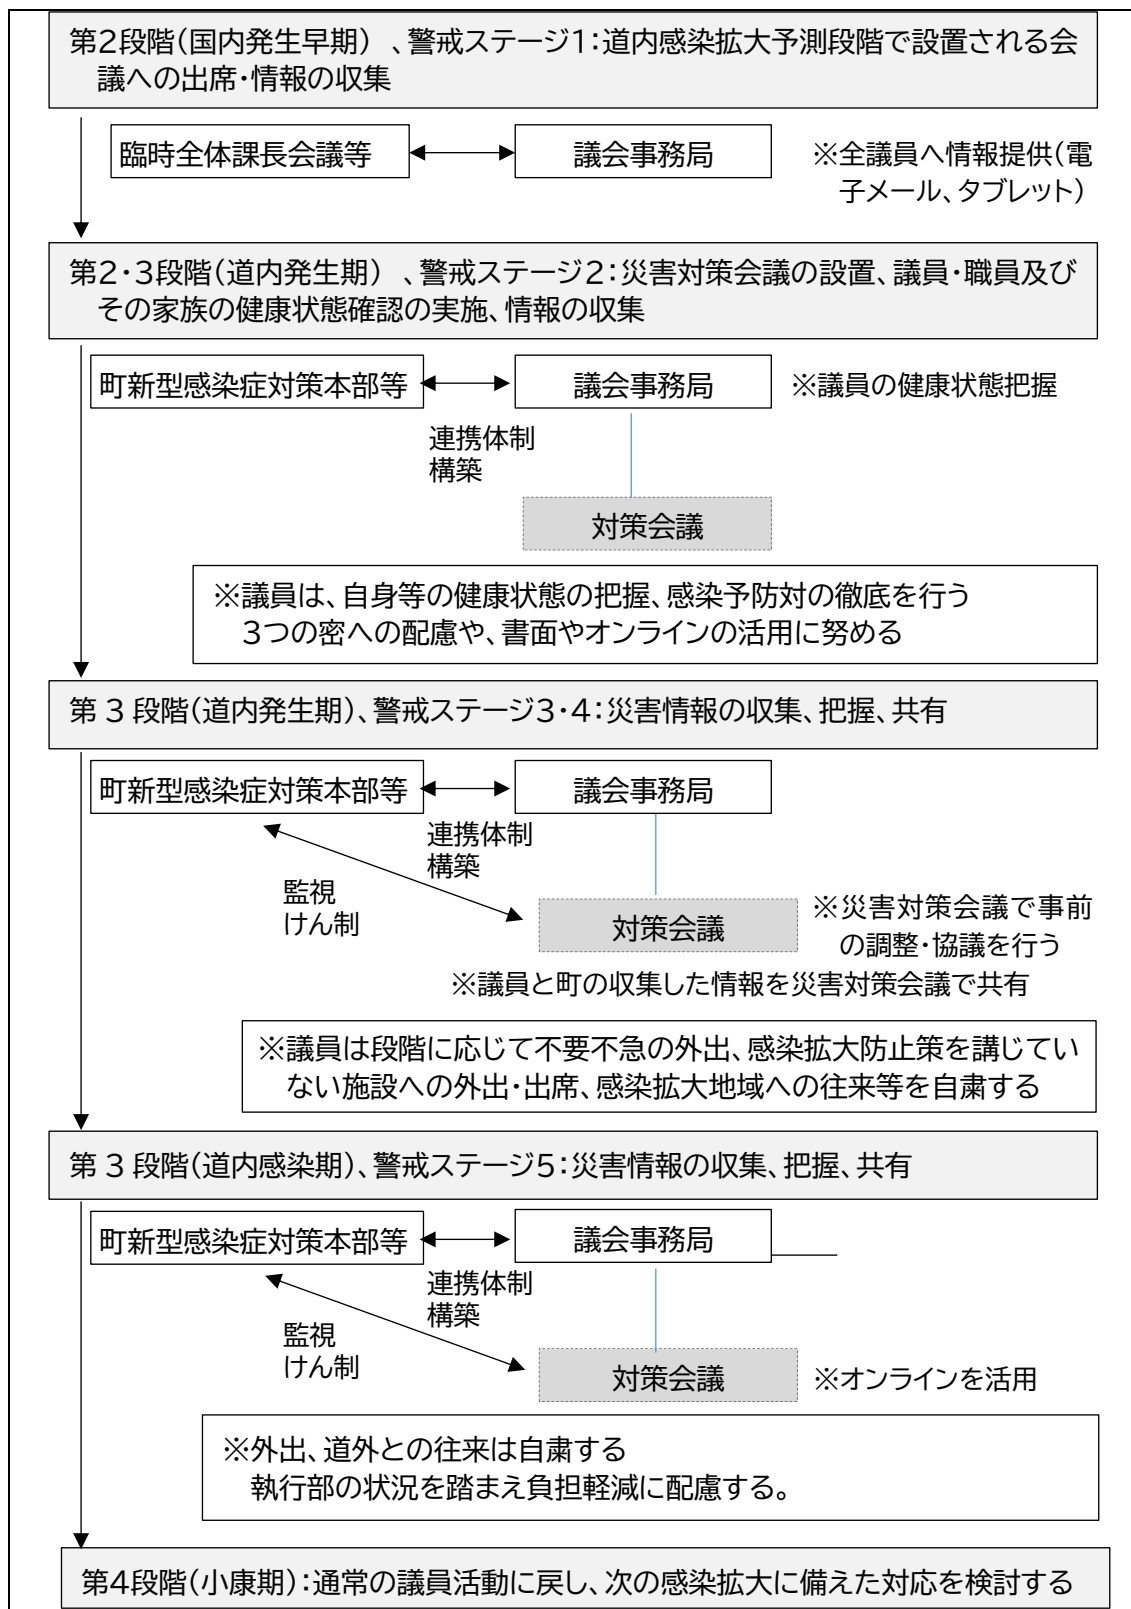 第2段階(国内発生早期) 、警戒ステージ1:道内感染拡大予測段階で設置される会
議への出席・情報の収集
臨時全体課長会議等
議会事務局
※全議員へ情報提供(電
子メール、タブレット)
第2・3段階(道内発生期) 、警戒ステージ2:災害対策会議の設置、議員・職員及び
その家族の健康状態確認の実施、情報の収集
町新型感染症対策本部等
議会事務局
※議員の健康状態把握
連携体制
構築
対策会議
※議員は、自身等の健康状態の把握、感染予防対の徹底を行う
3つの密への配慮や、書面やオンラインの活用に努める
第 3 段階(道内発生期)、警戒ステージ3・4:災害情報の収集、把握、共有
町新型感染症対策本部等
議会事務局
連携体制
構築
監視
けん制
対策会議
※災害対策会議で事前
の調整・協議を行う
※議員と町の収集した情報を災害対策会議で共有
※議員は段階に応じて不要不急の外出、感染拡大防止策を講じてい
ない施設への外出・出席、感染拡大地域への往来等を自粛する
第 3 段階(道内感染期)、警戒ステージ5:災害情報の収集、把握、共有
町新型感染症対策本部等
議会事務局
連携体制
構築
監視
けん制
対策会議
※オンラインを活用
※外出、道外との往来は自粛する
執行部の状況を踏まえ負担軽減に配慮する。
第4段階(小康期):通常の議員活動に戻し、次の感染拡大に備えた対応を検討する